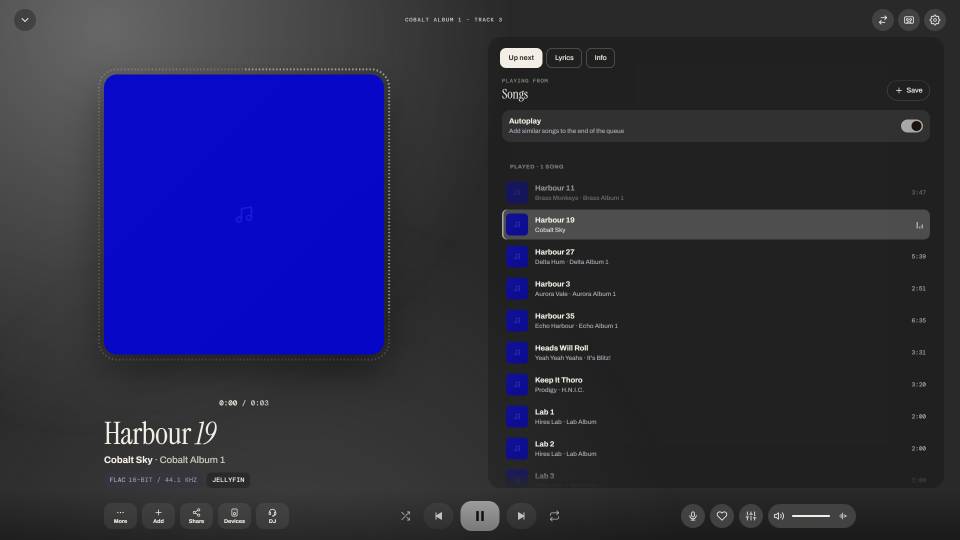 COBALT ALBUM 1 · TRACK 3
Up next
Lyrics
Info
PLAYING FROM
Songs
Save
Autoplay
Add similar songs to the end of the queue
PLAYED · 1 SONG
Harbour 11
Brass Monkeys · Brass Album 1
3:47
Harbour 19
Cobalt Sky
Harbour 27
Delta Hum · Delta Album 1
5:39
Harbour 3
Aurora Vale · Aurora Album 1
2:51
Harbour 35
Echo Harbour · Echo Album 1
6:35
Heads Will Roll
Yeah Yeah Yeahs · It's Blitz!
3:31
Keep It Thoro
Prodigy · H.N.I.C.
3:20
Lab 1
Hires Lab · Lab Album
2:00
Lab 2
Hires Lab · Lab Album
2:00
Lab 3
0:00 / 0:03
Harbour 19
Cobalt Sky · Cobalt Album 1
FLAC 16-BIT / 44.1 KHZ
JELLYFIN
More
Add
Share
Devices
DJ